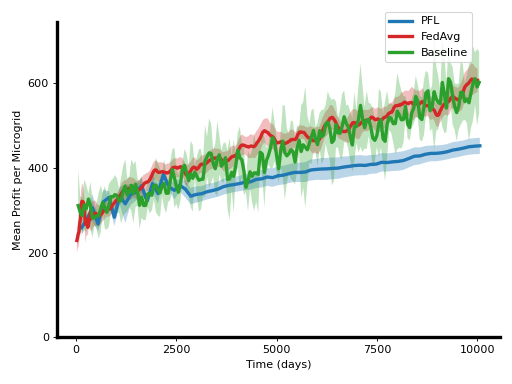 PFL
FedAvg
Baseline
Mean Profit per Microgrid
600
400
200
0
0 2500 5000 7500 10000
Time (days)